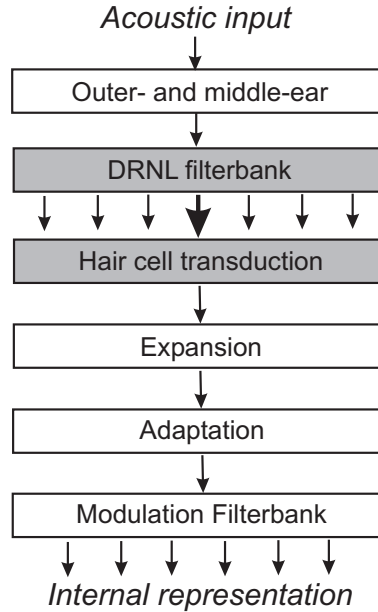 Acoustic input
Outer- and middle-ear
DRNL filterbank
Hair cell transduction
Expansion
Adaptation
Modulation Filterbank
Internal representation